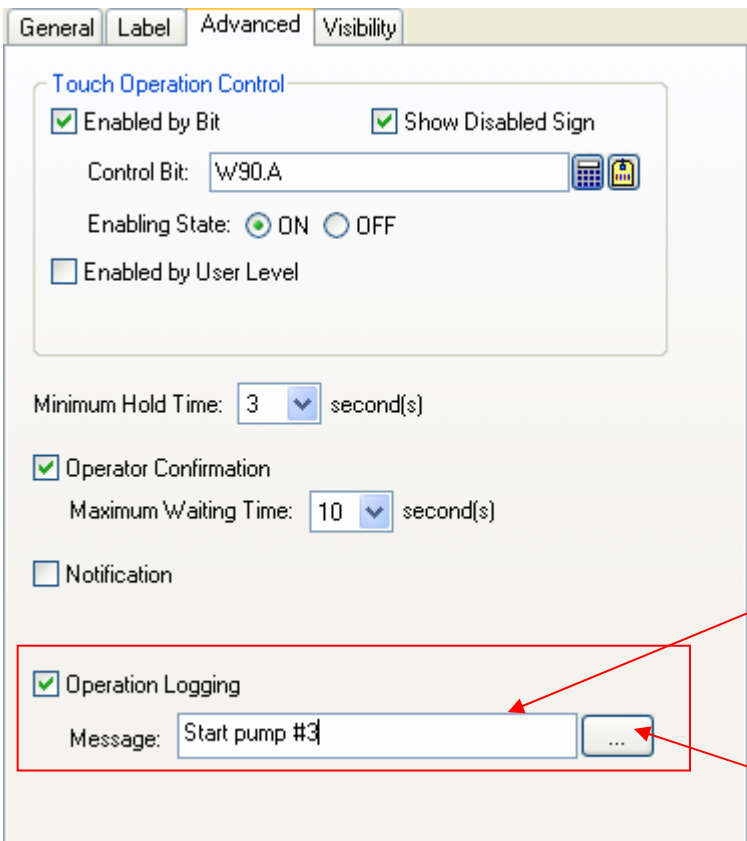 General Label Advanced Visibility
Touch Operation Control
Enabled by Bit Show Disabled Sign
Control Bit: W90.A
Enabling State: ON OFF
Enabled by User Level
Minimum Hold Time: 3 second(s)
Operator Confirmation
Maximum Waiting Time: 10 second(s)
Notification
Operation Logging
Message: Start pump #3 ...